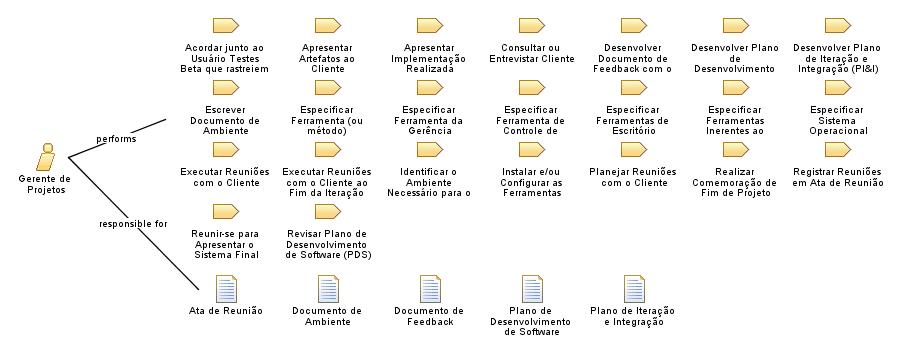 Acordar junto ao
Usuário Testes
Beta que rastreiem
Apresentar
Artefatos ao
Cliente
Apresentar
Implementação
Realizada
Consultar ou
Entrevistar Cliente
Desenvolver
Documento de
Feedback com o
Desenvolver Plano
de
Desenvolvimento
Desenvolver Plano
de Iteração e
Integração (PI&I)
Escrever
Documento de
Ambiente
Especificar
Ferramenta (ou
método)
Especificar
Ferramenta da
Gerência
Especificar
Ferramenta de
Controle de
Especificar
Ferramentas de
Escritório
Especificar
Ferramentas
Inerentes ao
Especificar
Sistema
Operacional
performs
Gerente de
Projetos
Executar Reuniões
com o Cliente
Executar Reuniões
com o Cliente ao
Fim da Iteração
Identificar o
Ambiente
Necessário para o
Instalar e/ou
Configurar as
Ferramentas
Planejar Reuniões
com o Cliente
Realizar
Comemoração de
Fim de Projeto
Registrar Reuniões
em Ata de Reunião
responsible for
Reunir-se para
Apresentar o
Sistema Final
Revisar Plano de
Desenvolvimento
de Software (PDS)
Ata de Reunião
Documento de
Ambiente
Documento de
Feedback
Plano de
Desenvolvimento
de Software
Plano de Iteração
e Integração